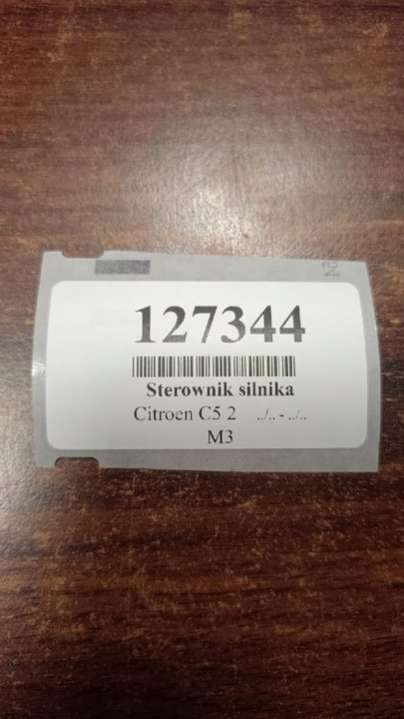 127344
Sterownik silnika
Citroen C5 2 ../.. - ../..
M3